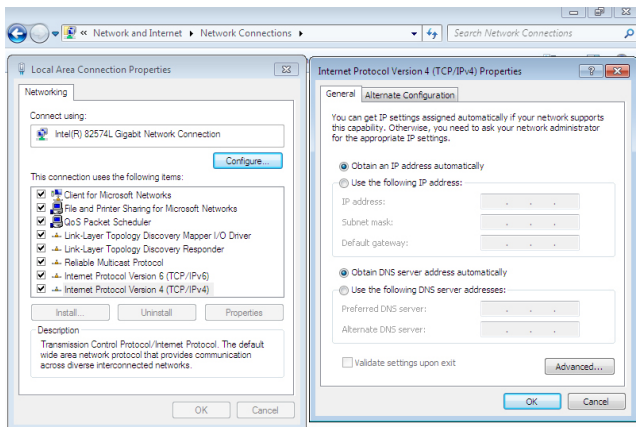 « Network and Internet ▸ Network Connections ▸
Search Network Connections
Local Area Connection Properties
Networking
Connect using:
Intel(R) 82574L Gigabit Network Connection
Configure...
This connection uses the following items:
Client for Microsoft Networks
File and Printer Sharing for Microsoft Networks
QoS Packet Scheduler
Link-Layer Topology Discovery Mapper I/O Driver
Link-Layer Topology Discovery Responder
Reliable Multicast Protocol
Internet Protocol Version 6 (TCP/IPv6)
Internet Protocol Version 4 (TCP/IPv4)
Install...
Uninstall
Properties
Description
Transmission Control Protocol/Internet Protocol. The default
wide area network protocol that provides communication
across diverse interconnected networks.
OK
Cancel
Internet Protocol Version 4 (TCP/IPv4) Properties
General
Alternate Configuration
You can get IP settings assigned automatically if your network supports
this capability. Otherwise, you need to ask your network administrator
for the appropriate IP settings.
Obtain an IP address automatically
Use the following IP address:
IP address:
Subnet mask:
Default gateway:
Obtain DNS server address automatically
Use the following DNS server addresses:
Preferred DNS server:
Alternate DNS server:
Validate settings upon exit
Advanced...
OK
Cancel